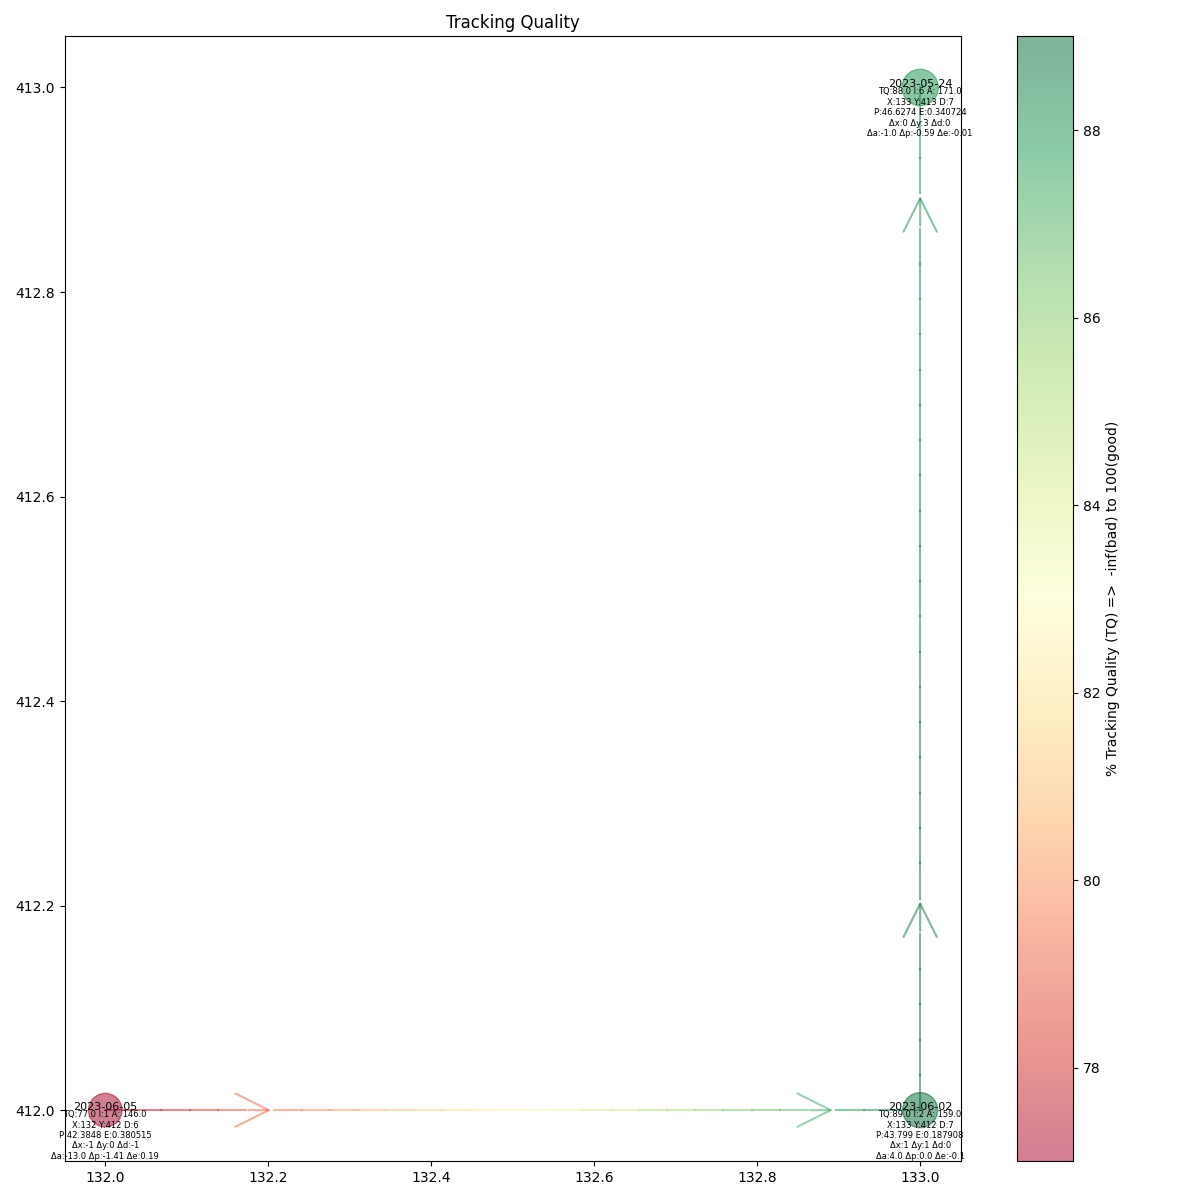 Tracking Quality
413.0
412.8
412.6
412.4
412.2
412.0
2023-05-24
TQ:88.0 I:6 A: 171.0
X:133 Y:413 D:7
P:46.6274 E:0.340724
Δx:0 Δy:3 Δd:0
Δa:-1.0 Δp:-0.59 Δe:-0.01
2023-06-05
TQ:77.0 I:1 A: 146.0
X:132 Y:412 D:6
P:42.3848 E:0.380515
Δx:-1 Δy:0 Δd:-1
Δa:-13.0 Δp:-1.41 Δe:0.19
2023-06-02
TQ:89.0 I:2 A: 159.0
X:133 Y:412 D:7
P:43.799 E:0.187908
Δx:1 Δy:1 Δd:0
Δa:4.0 Δp:0.0 Δe:-0.1
132.0 132.2 132.4 132.6 132.8 133.0
88
86
84
82
80
78
% Tracking Quality (TQ) => -inf(bad) to 100(good)